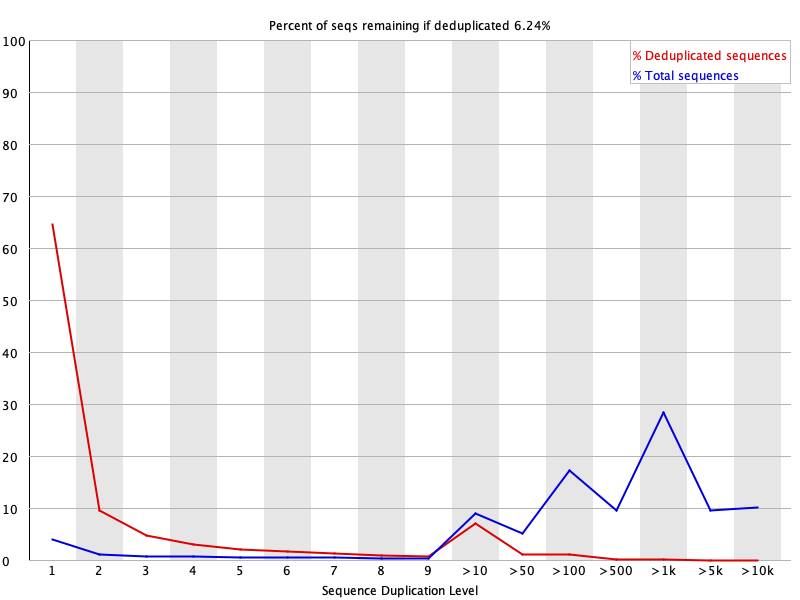 Percent of seqs remaining if deduplicated 6.24%
% Deduplicated sequences
% Total sequences
100
90
80
70
60
50
40
30
20
10
0
1 2 3 4 5 6 7 8 9 >10 >50 >100 >500 >1k >5k >10k
Sequence Duplication Level